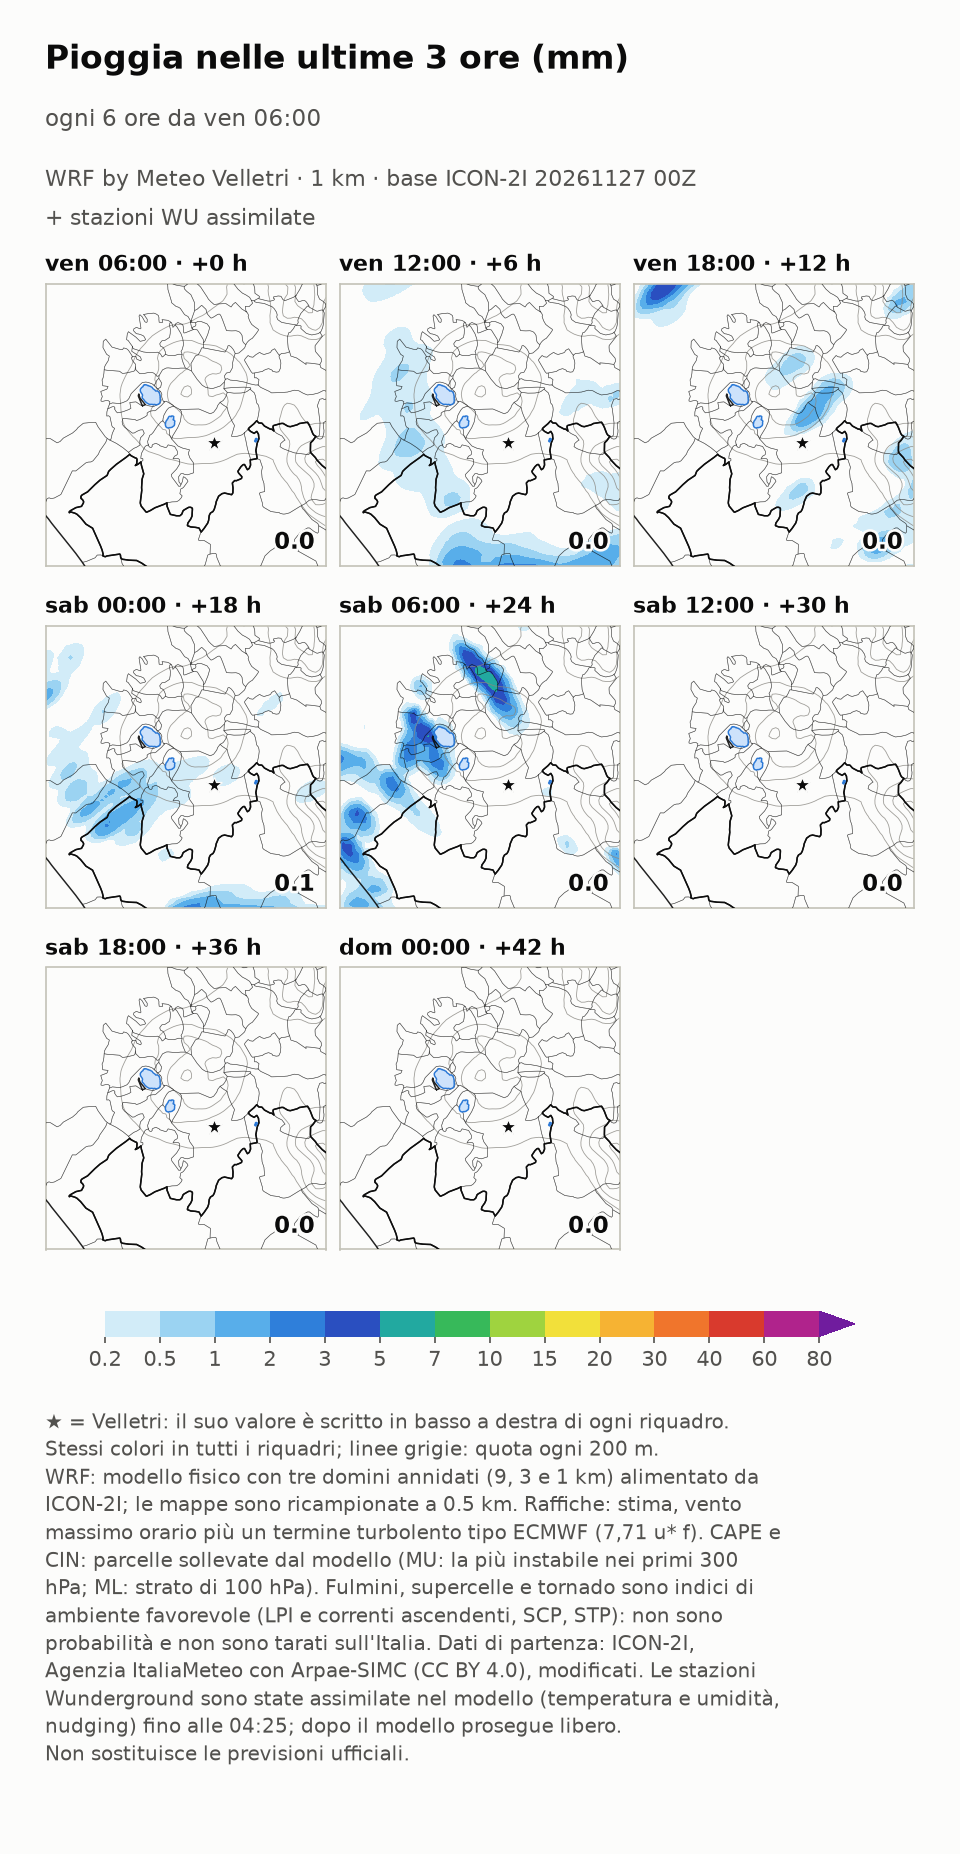 Pioggia nelle ultime 3 ore (mm)
ogni 6 ore da ven 06:00
WRF by Meteo Velletri · 1 km · base ICON-2I 20261127 00Z
+ stazioni WU assimilate
ven 06:00 · +0 h
ven 12:00 · +6 h
ven 18:00 · +12 h
0.0
0.0
0.0
sab 00:00 · +18 h
sab 06:00 · +24 h
sab 12:00 · +30 h
0.1
0.0
0.0
sab 18:00 · +36 h
dom 00:00 · +42 h
0.0
0.0
0.2 0.5 1 2 3 5 7 10 15 20 30 40 60 80
★ = Velletri: il suo valore è scritto in basso a destra di ogni riquadro.
Stessi colori in tutti i riquadri; linee grigie: quota ogni 200 m.
WRF: modello fisico con tre domini annidati (9, 3 e 1 km) alimentato da
ICON-2I; le mappe sono ricampionate a 0.5 km. Raffiche: stima, vento
massimo orario più un termine turbolento tipo ECMWF (7,71 u* f). CAPE e
CIN: parcelle sollevate dal modello (MU: la più instabile nei primi 300
hPa; ML: strato di 100 hPa). Fulmini, supercelle e tornado sono indici di
ambiente favorevole (LPI e correnti ascendenti, SCP, STP): non sono
probabilità e non sono tarati sull'Italia. Dati di partenza: ICON-2I,
Agenzia ItaliaMeteo con Arpae-SIMC (CC BY 4.0), modificati. Le stazioni
Wunderground sono state assimilate nel modello (temperatura e umidità,
nudging) fino alle 04:25; dopo il modello prosegue libero.
Non sostituisce le previsioni ufficiali.